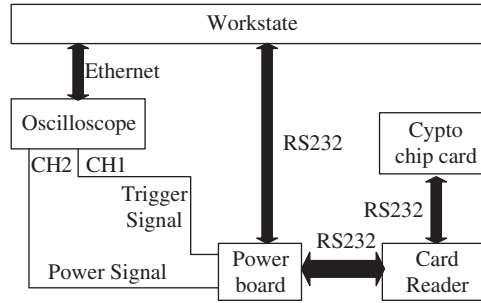 Workstate
Ethernet
Oscilloscope
CH2 CH1
Trigger
Signal
Power Signal
RS232
Power
board
RS232
Cypto
chip card
RS232
Card
Reader